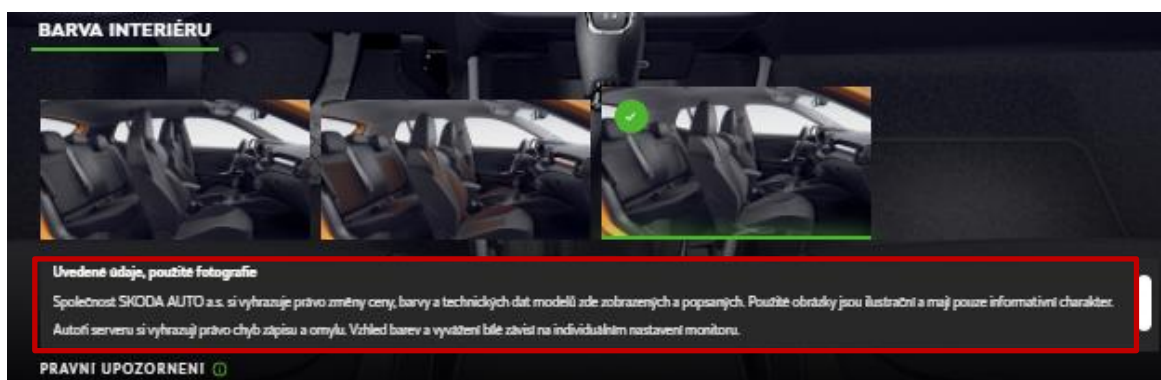 BARVA INTERIÉRU
Uvedené údaje, použité fotografie
Společnost SKODA AUTO a.s. si vyhrazuje právo změny ceny, barvy a technických dat modelů zde zobrazených a popsaných. Použité obrázky jsou ilustrační a mají pouze informativní charakter.
Autoři serveru si vyhrazují právo chyb zápisu a omylu. Vzhled barev a vyvážení bílé závisí na individuálním nastavení monitoru.
PRÁVNÍ UPOZORNĚNÍ